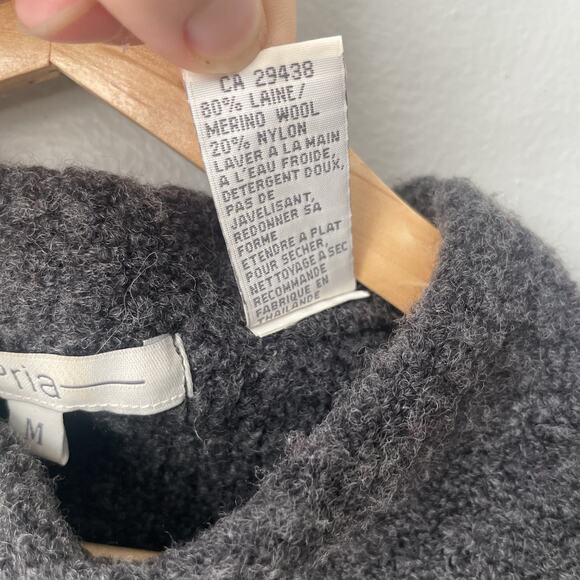 CA 29438
80% LAINE/
MERINO WOOL
20% NYLON
LAVER A LA MAIN
A L'EAU FROIDE,
DETERGENT DOUX,
PAS DE
JAVELISANT,
REDONNER SA
FORME
ETENDRE A PLAT
POUR SECHER,
NETTOYAGE A SEC
RECOMMANDE
FABRIQUE EN
THAILANDE
Pria
M